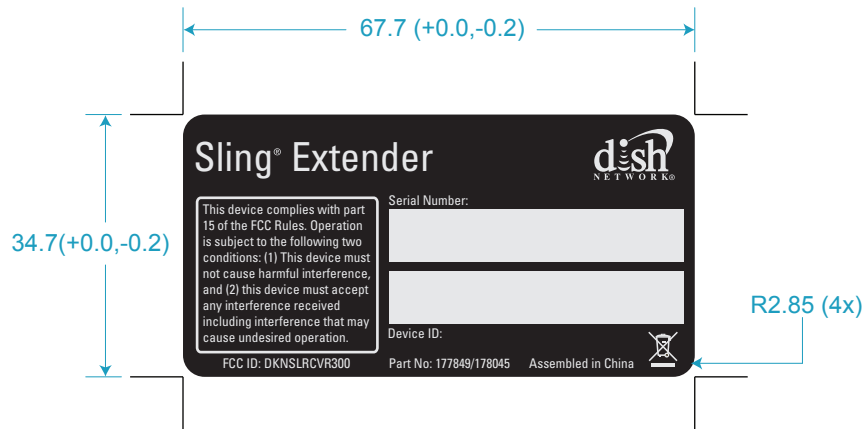 67.7 (+0.0,-0.2)
Sling® Extender
dish
NETWORK®
This device complies with part
15 of the FCC Rules. Operation
is subject to the following two
conditions: (1) This device must
not cause harmful interference,
and (2) this device must accept
any interference received
including interference that may
cause undesired operation.
Serial Number:
34.7(+0.0,-0.2)
Device ID:
R2.85 (4x)
FCC ID: DKNSLRCVR300
Part No: 177849/178045
Assembled in China